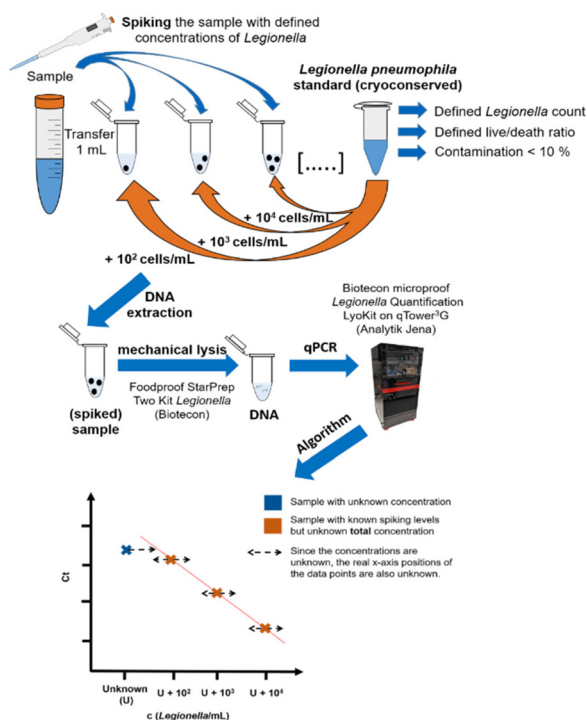 Spiking the sample with defined
concentrations of Legionella
Sample
Transfer
1 mL
[.....]
Legionella pneumophila
standard (cryoconserved)
Defined Legionella count
Defined live/death ratio
Contamination < 10 %
+ 10⁴ cells/mL
+ 10³ cells/mL
+ 10² cells/mL
DNA
extraction
(spiked)
sample
mechanical lysis
Foodproof StarPrep
Two Kit Legionella
(Biotecon)
DNA
qPCR
Biotecon microproof
Legionella Quantification
LyoKit on qTower³G
(Analytik Jena)
Algorithm
Sample with unknown concentration
Sample with known spiking levels
but unknown total concentration
Since the concentrations are
unknown, the real x-axis positions of
the data points are also unknown.
Ct
Unknown
(U)
U + 10²
U + 10³
U + 10⁴
c (Legionella/mL)